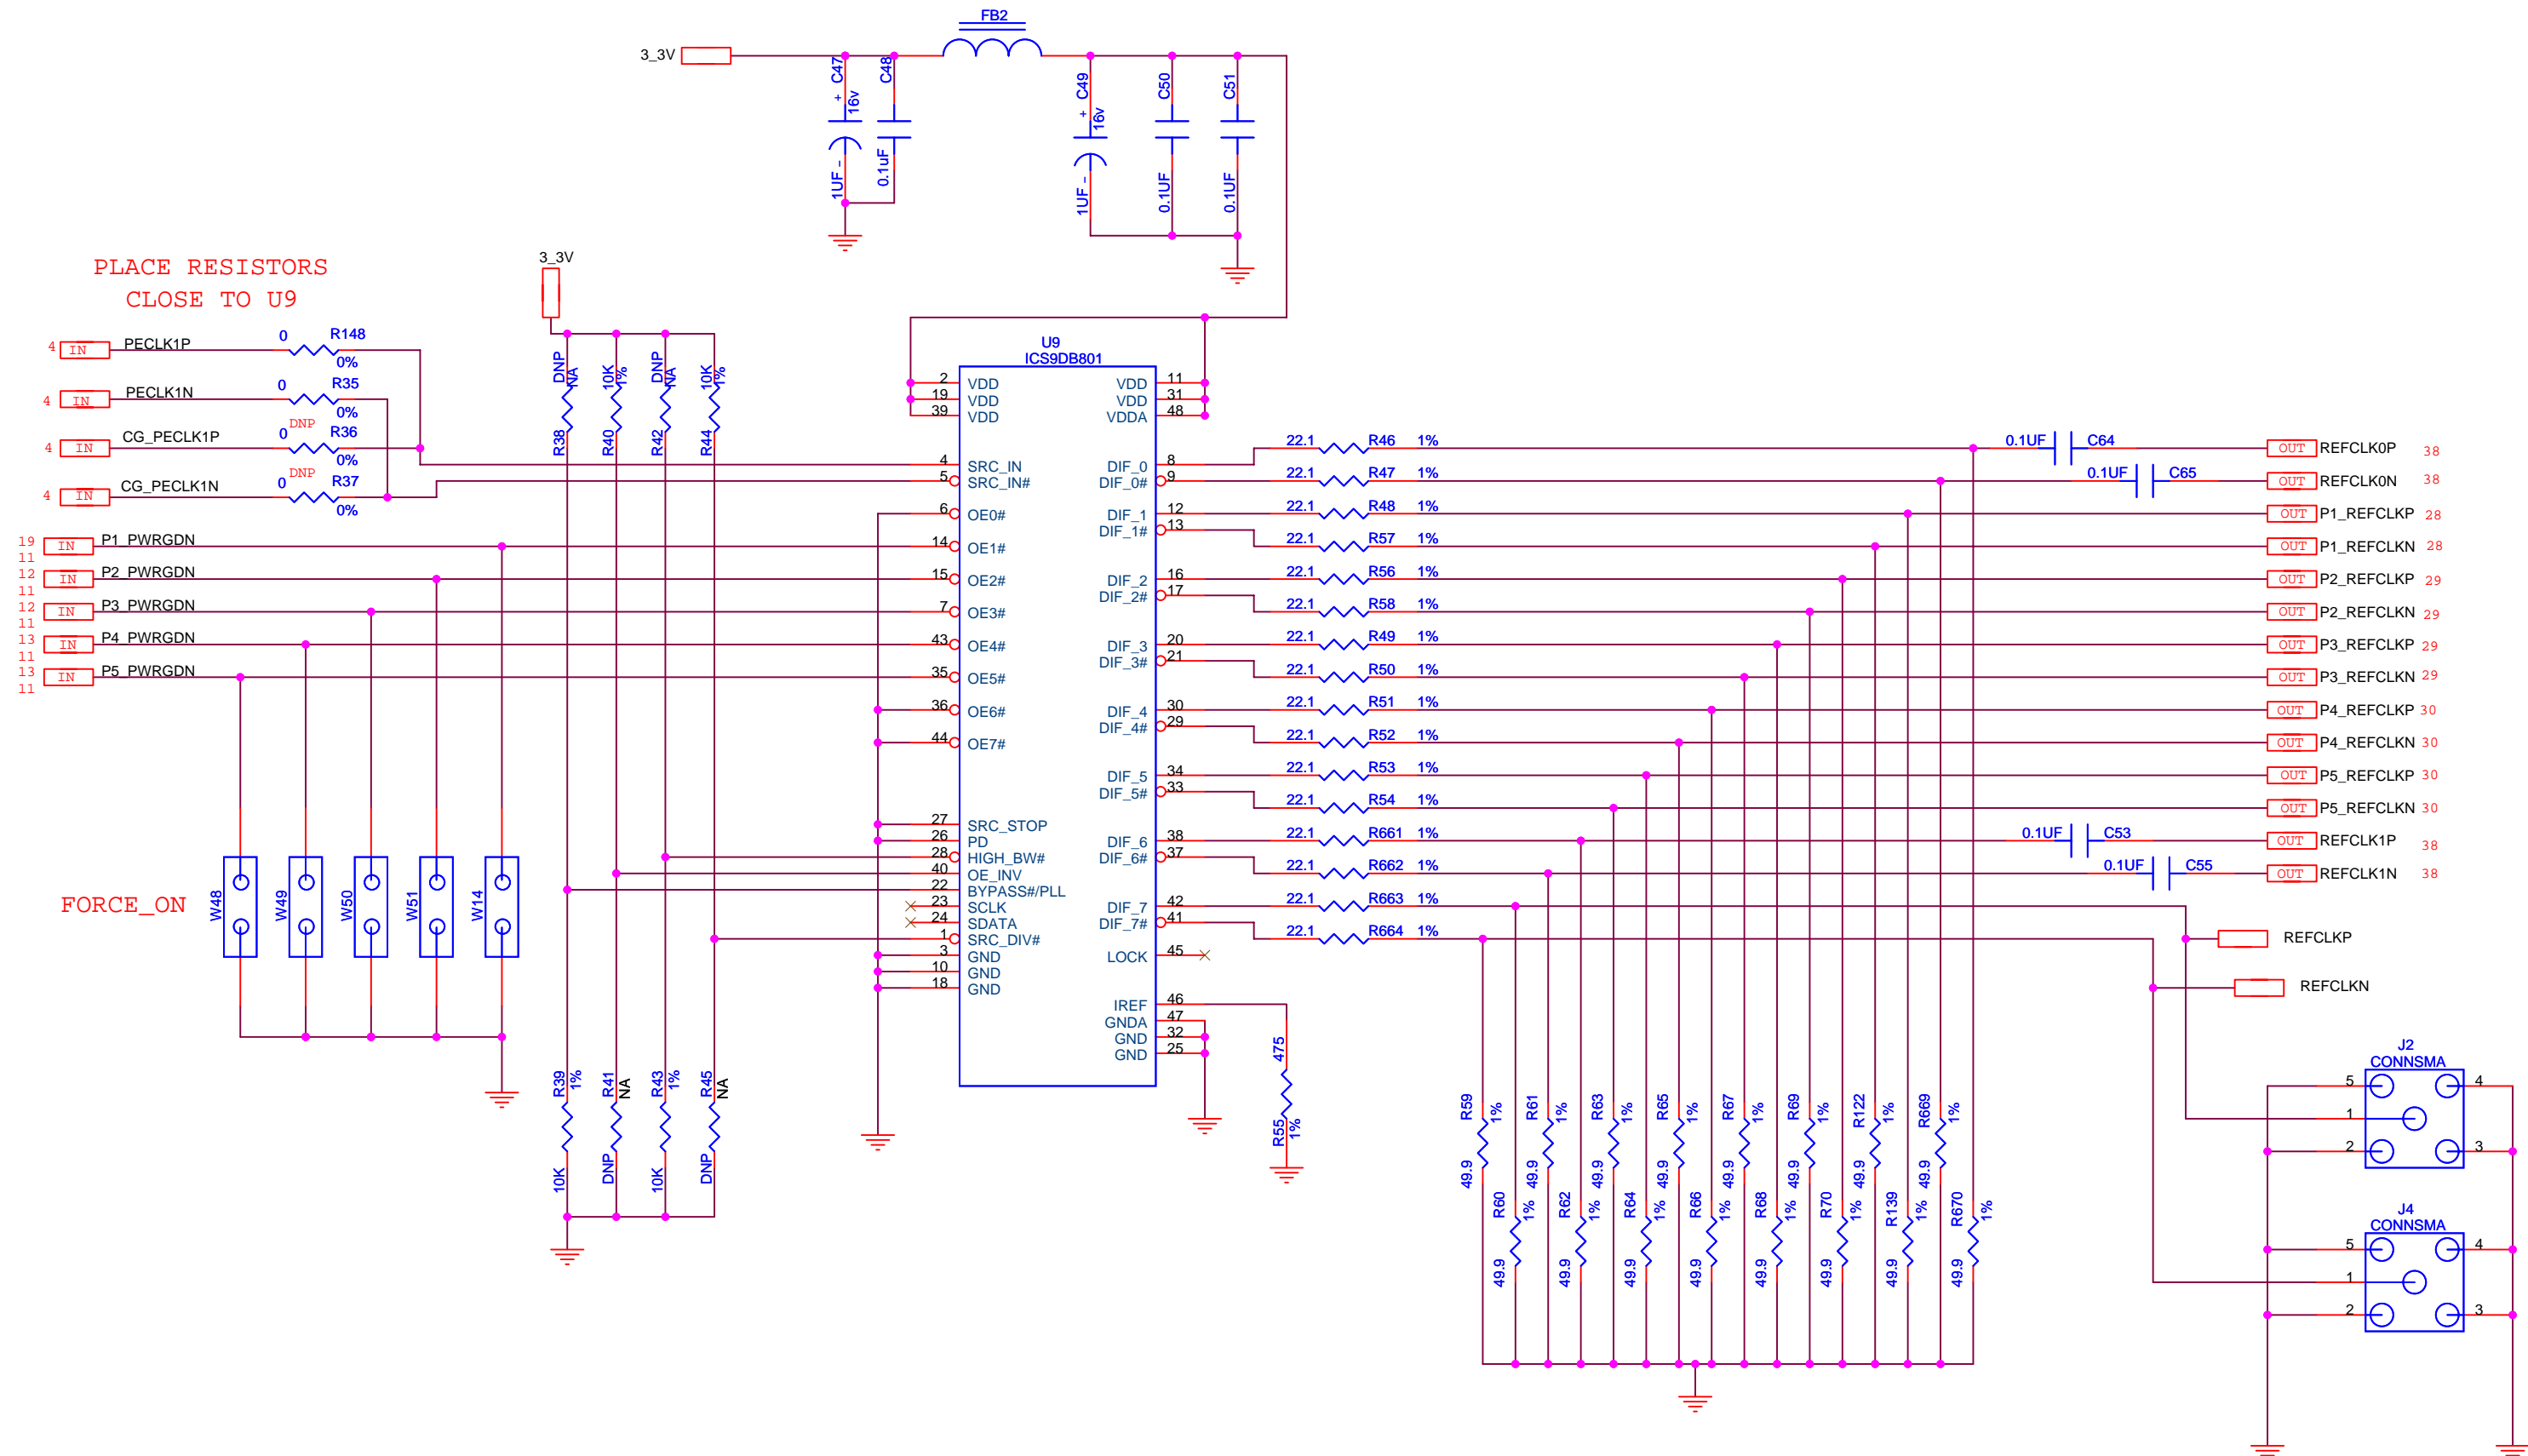 FB2
3_3V
C47
+
16v
1UF -
C48
0.1uF
C49
+
16v
1UF -
C50
0.1UF
C51
0.1UF
PLACE RESISTORS
CLOSE TO U9
3_3V
4 IN PECLK1P 0 R148
0%
4 IN PECLK1N 0 R35
0%
DNP
4 IN CG_PECLK1P 0 R36
0%
DNP
4 IN CG_PECLK1N 0 R37
0%
19
11 IN P1_PWRGDN
12
11 IN P2_PWRGDN
12
11 IN P3_PWRGDN
13
11 IN P4_PWRGDN
13
11 IN P5_PWRGDN
DNP NA R38
10K 1% R40
DNP NA R42
10K 1% R44
FORCE_ON
W48
W49
W50
W51
W14
R39 1% 10K
R41 NA DNP
R43 1% 10K
R45 NA DNP
U9
ICS9DB801
2 VDD
19 VDD
39 VDD
4 SRC_IN
5 SRC_IN#
6 OE0#
14 OE1#
15 OE2#
7 OE3#
43 OE4#
35 OE5#
36 OE6#
44 OE7#
27 SRC_STOP
26 PD
28 HIGH_BW#
40 OE_INV
22 BYPASS#/PLL
23 SCLK
24 SDATA
1 SRC_DIV#
3 GND
10 GND
18 GND
VDD 11
VDD 31
VDDA 48
DIF_0 8 22.1 R46 1% 0.1UF C64 OUT REFCLK0P 38
DIF_0# 9 22.1 R47 1% 0.1UF C65 OUT REFCLK0N 38
DIF_1 12 22.1 R48 1% OUT P1_REFCLKP 28
DIF_1# 13 22.1 R57 1% OUT P1_REFCLKN 28
DIF_2 16 22.1 R56 1% OUT P2_REFCLKP 29
DIF_2# 17 22.1 R58 1% OUT P2_REFCLKN 29
DIF_3 20 22.1 R49 1% OUT P3_REFCLKP 29
DIF_3# 21 22.1 R50 1% OUT P3_REFCLKN 29
DIF_4 30 22.1 R51 1% OUT P4_REFCLKP 30
DIF_4# 29 22.1 R52 1% OUT P4_REFCLKN 30
DIF_5 34 22.1 R53 1% OUT P5_REFCLKP 30
DIF_5# 33 22.1 R54 1% OUT P5_REFCLKN 30
DIF_6 38 22.1 R661 1% 0.1UF C53 OUT REFCLK1P 38
DIF_6# 37 22.1 R662 1% 0.1UF C55 OUT REFCLK1N 38
DIF_7 42 22.1 R663 1%
DIF_7# 41 22.1 R664 1%
REFCLKP
REFCLKN
LOCK 45
IREF 46
GNDA 47
GND 32
GND 25
475
R55 1%
R59 1% 49.9
R61 1% 49.9
R63 1% 49.9
R65 1% 49.9
R67 1% 49.9
R69 1% 49.9
R122 1% 49.9
R669 1% 49.9
R60 1% 49.9
R62 1% 49.9
R64 1% 49.9
R66 1% 49.9
R68 1% 49.9
R70 1% 49.9
R139 1% 49.9
R670 1% 49.9
J2
CONNSMA
5 4
1
2 3
J4
CONNSMA
5 4
1
2 3